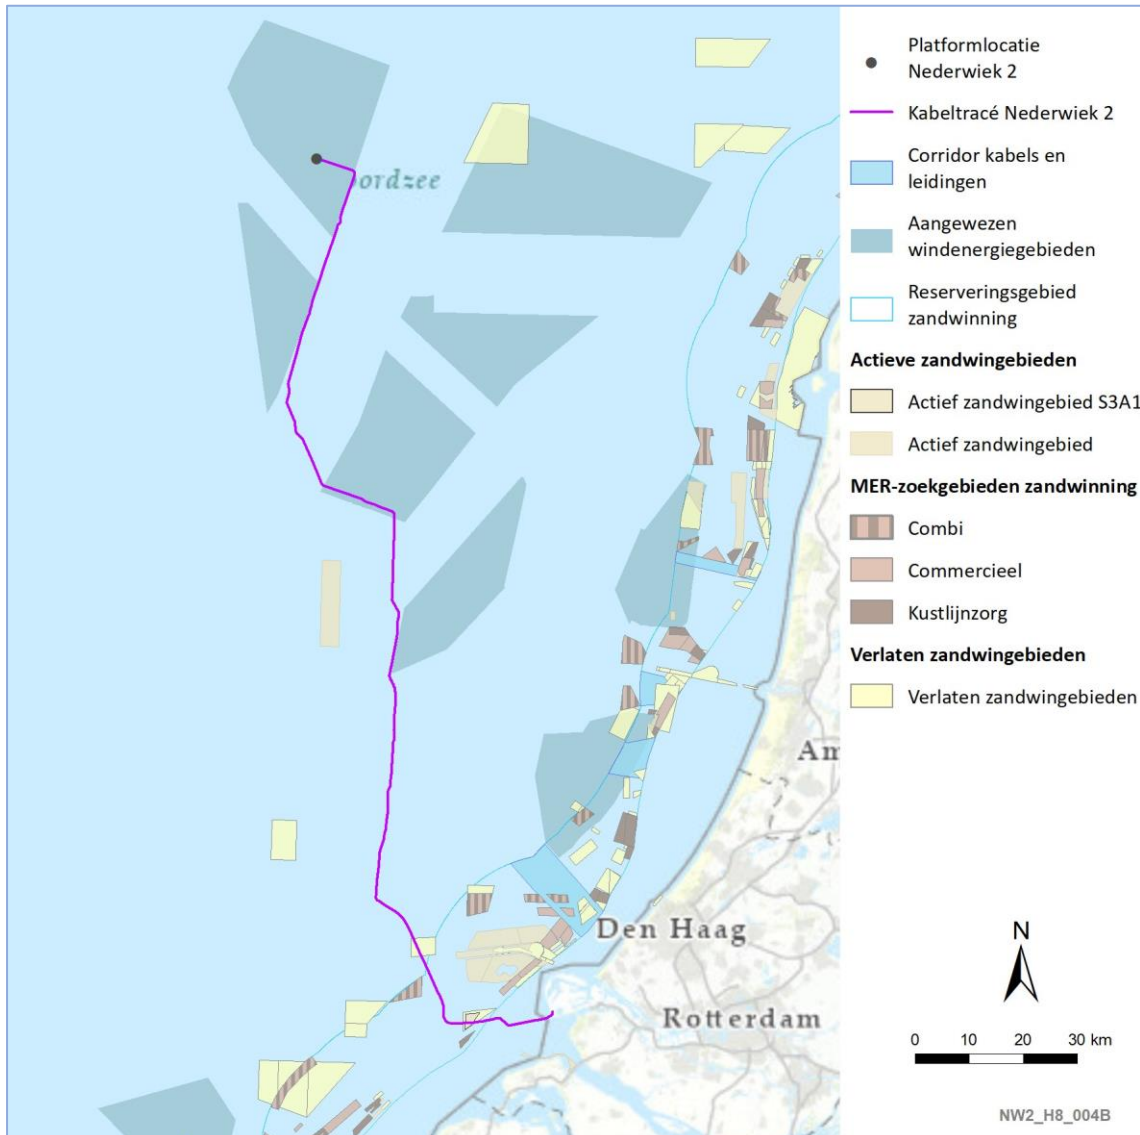 Platformlocatie
Nederwiek 2
Kabeltracé Nederwiek 2
Corridor kabels en
leidingen
Aangewezen
windenergiegebieden
Reserveringsgebied
zandwinning
Actieve zandwingebieden
Actief zandwingebied S3A1
Actief zandwingebied
MER-zoekgebieden zandwinning
Combi
Commercieel
Kustlijnzorg
Verlaten zandwingebieden
Verlaten zandwingebieden
oordzee
Am
Den Haag
Rotterdam
N
0 10 20 30 km
NW2_H8_004B